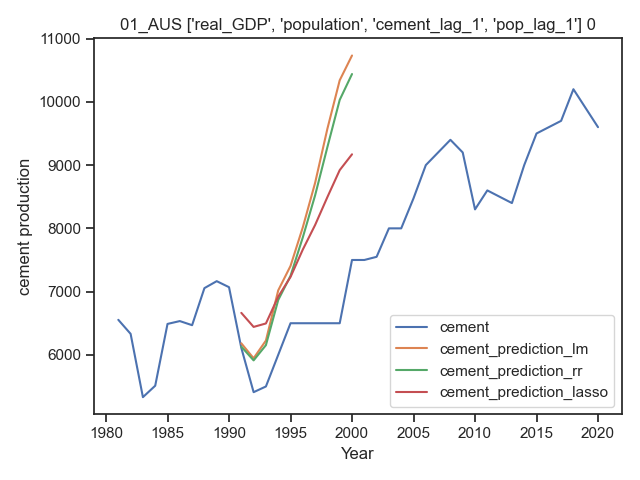 01_AUS ['real_GDP', 'population', 'cement_lag_1', 'pop_lag_1'] 0
11000
10000
9000
8000
7000
6000
cement production
cement
cement_prediction_lm
cement_prediction_rr
cement_prediction_lasso
1980 1985 1990 1995 2000 2005 2010 2015 2020
Year